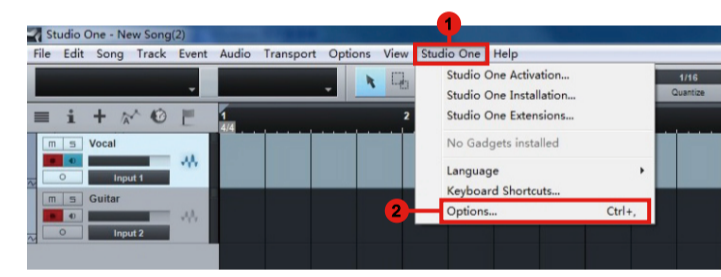 1
Studio One - New Song(2)
File Edit Song Track Event Audio Transport Options View Studio One Help
Studio One Activation...
Studio One Installation...
Studio One Extensions...
No Gadgets installed
Language
Keyboard Shortcuts...
2
Options... Ctrl+,
1/16
Quantize
1 2
4/4
m s Vocal
Input 1
m s Guitar
Input 2